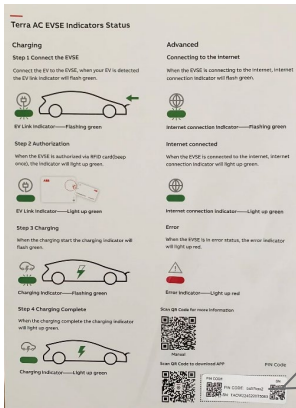 Terra AC EVSE Indicators Status
Charging
Step 1 Connect the EVSE
Connect the EV to the EVSE, when your EV is detected
the EV link indicator will flash green.
EV Link Indicator——Flashing green
Step 2 Authorization
When the EVSE is authorized via RFID card(beep
once), the indicator will light up green.
ABB
EV Link Indicator——Light up green
Step 3 Charging
When the charging start the charging indicator will
flash green.
Charging Indicator——Flashing green
Step 4 Charging Complete
When the charging complete the charging indicator
will light up green.
Charging Indicator——Light up green
Advanced
Connecting to the internet
When the EVSE is connecting to the internet, internet
connection indicator will flash green.
Internet connection indicator——Flashing green
Internet connected
When the EVSE is connected to the internet, internet
connection indicator will light up green.
Internet connection indicator——Light up green
Error
When the EVSE is in error status, the error indicator
will light up red.
Error indicator——Light up red
Scan QR Code for more information
Manual
Scan QR Code to download APP
PIN Code
PIN CODE
PIN CODE
SN